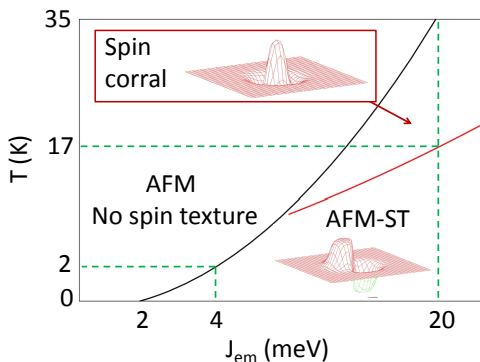 35
Spin
corral
T (K)
17
AFM
No spin texture
AFM-ST
2
0
2 4 20
J_em (meV)